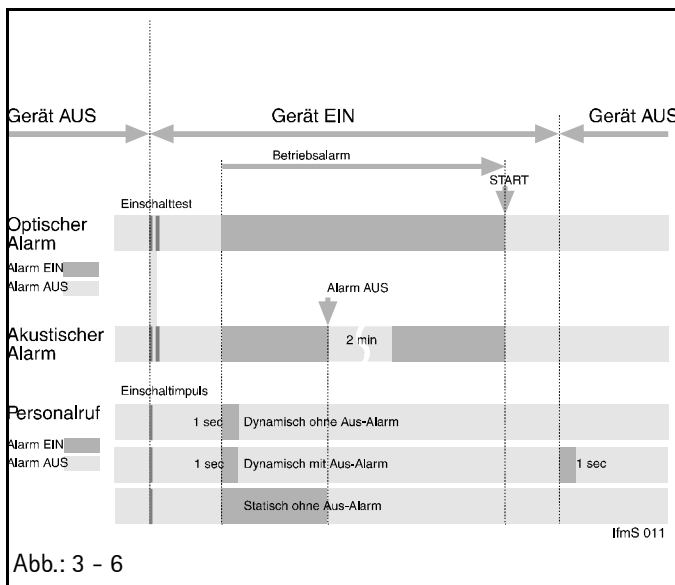 Gerät AUS
Gerät EIN
Gerät AUS
Betriebsalarm
START
Einschalttest
Optischer
Alarm
Alarm EIN
Alarm AUS
Alarm AUS
Akustischer
Alarm
2 min
Einschaltimpuls
Personalruf
1 sec
Dynamisch ohne Aus-Alarm
Alarm EIN
Alarm AUS
1 sec
Dynamisch mit Aus-Alarm
1 sec
Statisch ohne Aus-Alarm
IfmS 011
Abb.: 3 - 6